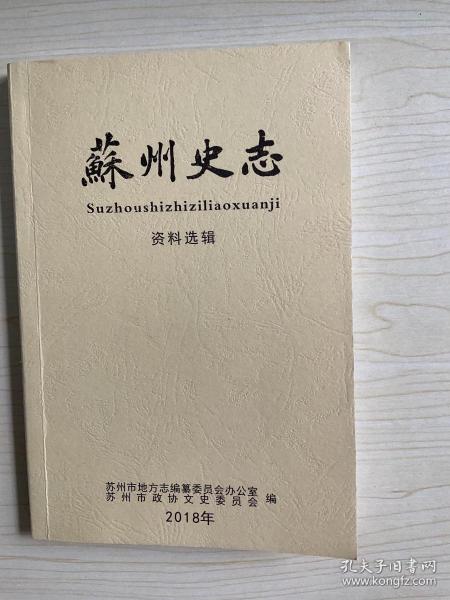 蘇州史志
Suzhoushizhiziliaoxuanji
资料选辑
苏州市地方志编纂委员会办公室
苏州市政协文史委员会 编
2018年
孔夫子旧书网
www.kongfz.com